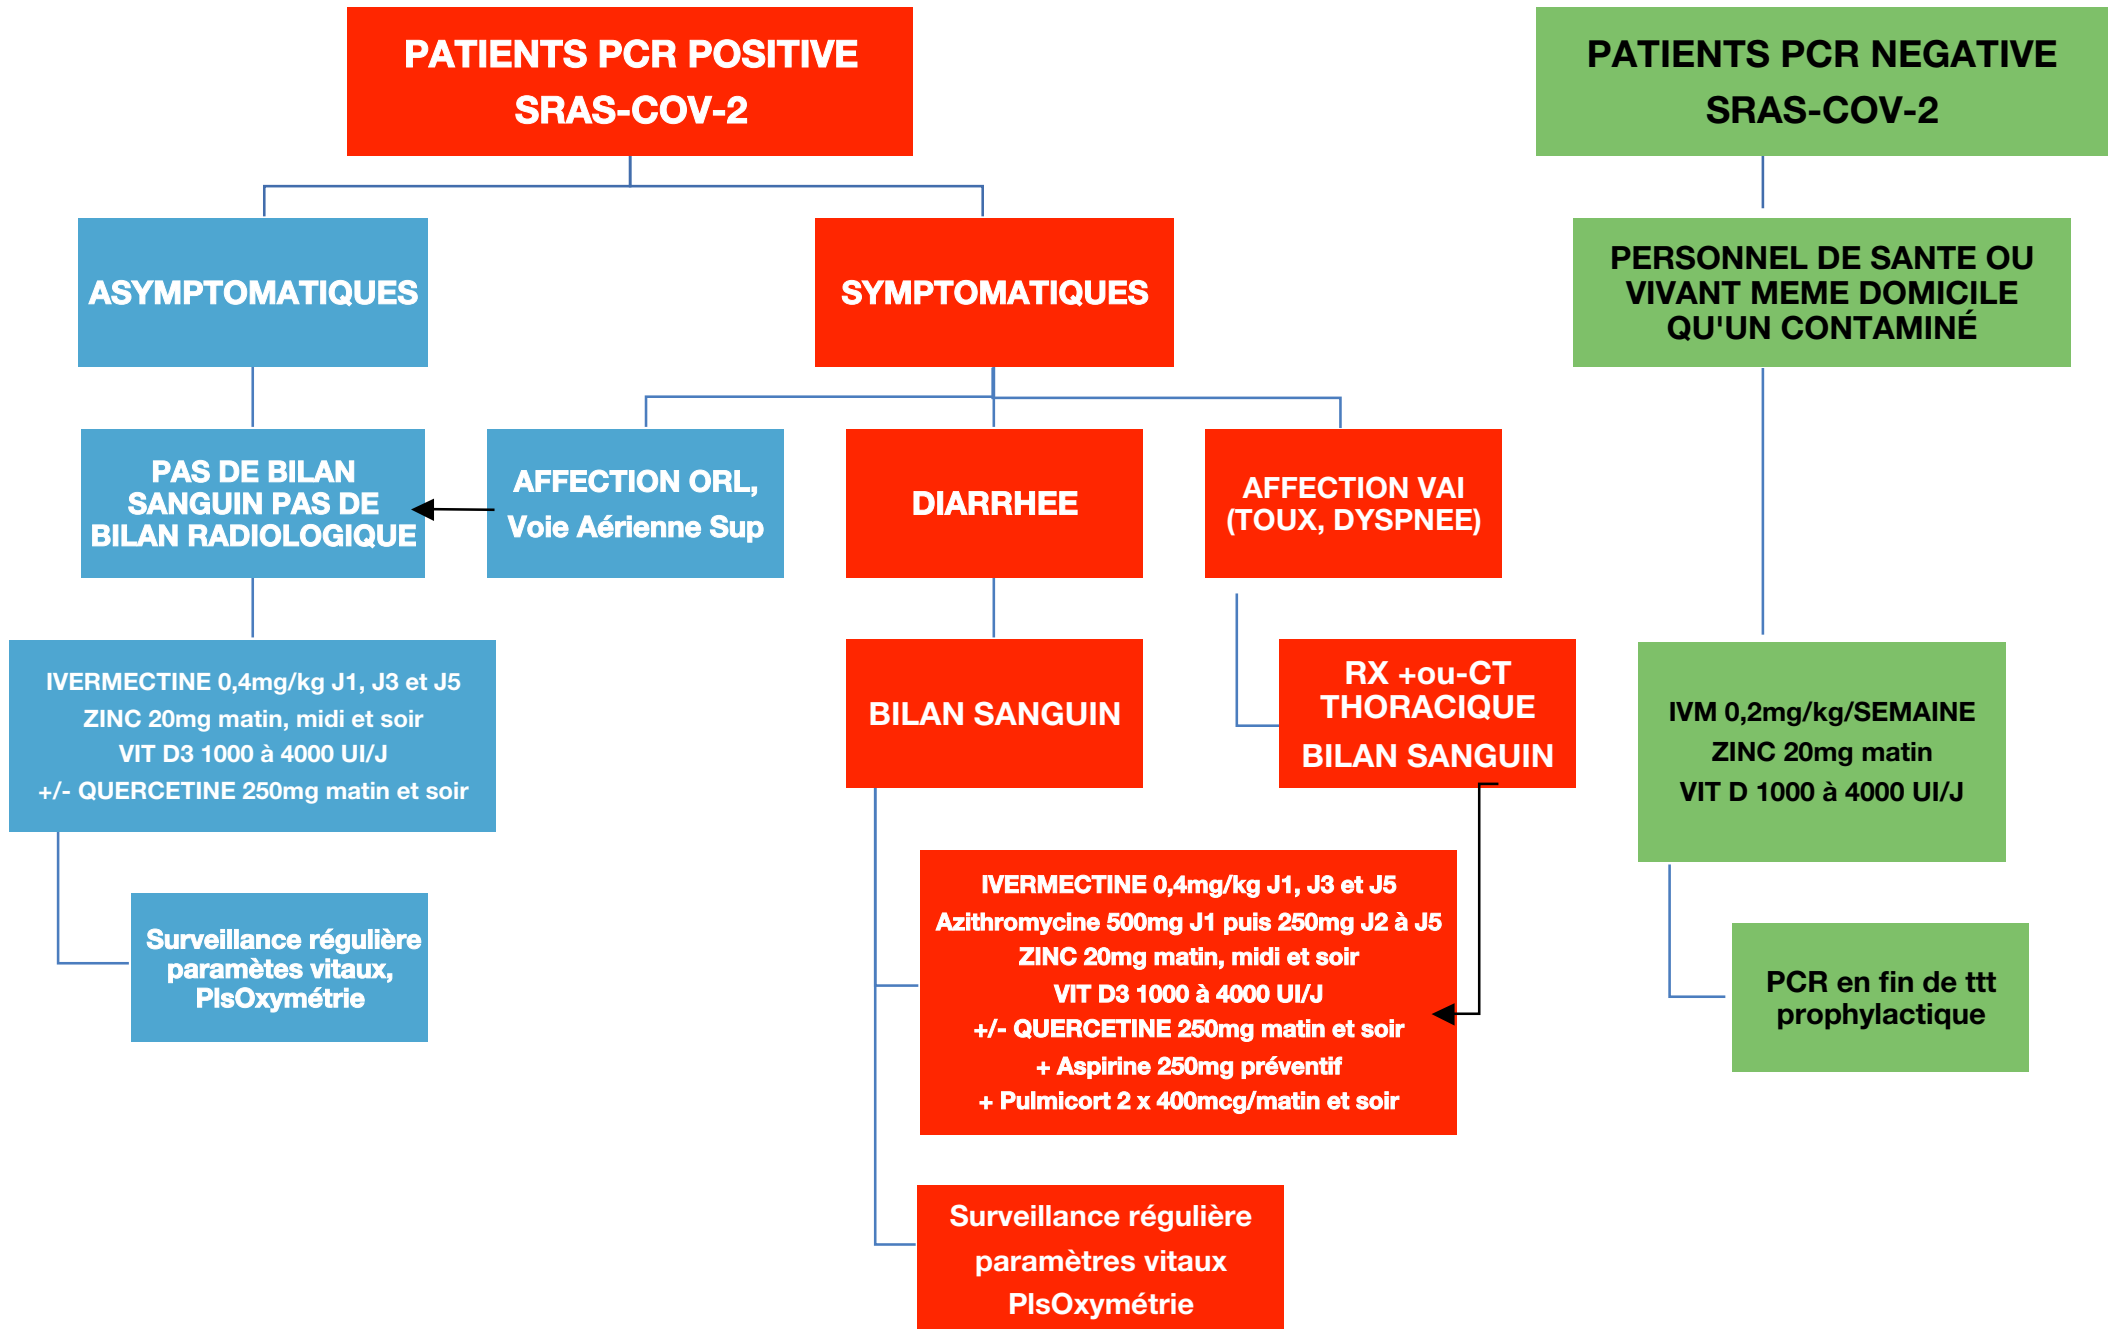 PATIENTS PCR POSITIVE
SRAS-COV-2
PATIENTS PCR NEGATIVE
SRAS-COV-2
ASYMPTOMATIQUES
SYMPTOMATIQUES
PERSONNEL DE SANTE OU
VIVANT MEME DOMICILE
QU'UN CONTAMINÉ
PAS DE BILAN
SANGUIN PAS DE
BILAN RADIOLOGIQUE
AFFECTION ORL,
Voie Aérienne Sup
DIARRHEE
AFFECTION VAI
(TOUX, DYSPNEE)
IVERMECTINE 0,4mg/kg J1, J3 et J5
ZINC 20mg matin, midi et soir
VIT D3 1000 à 4000 UI/J
+/- QUERCETINE 250mg matin et soir
BILAN SANGUIN
RX +ou-CT
THORACIQUE
BILAN SANGUIN
IVM 0,2mg/kg/SEMAINE
ZINC 20mg matin
VIT D 1000 à 4000 UI/J
Surveillance régulière
paramètes vitaux,
PlsOxymétrie
IVERMECTINE 0,4mg/kg J1, J3 et J5
Azithromycine 500mg J1 puis 250mg J2 à J5
ZINC 20mg matin, midi et soir
VIT D3 1000 à 4000 UI/J
+/- QUERCETINE 250mg matin et soir
+ Aspirine 250mg préventif
+ Pulmicort 2 x 400mcg/matin et soir
PCR en fin de ttt
prophylactique
Surveillance régulière
paramètres vitaux
PlsOxymétrie